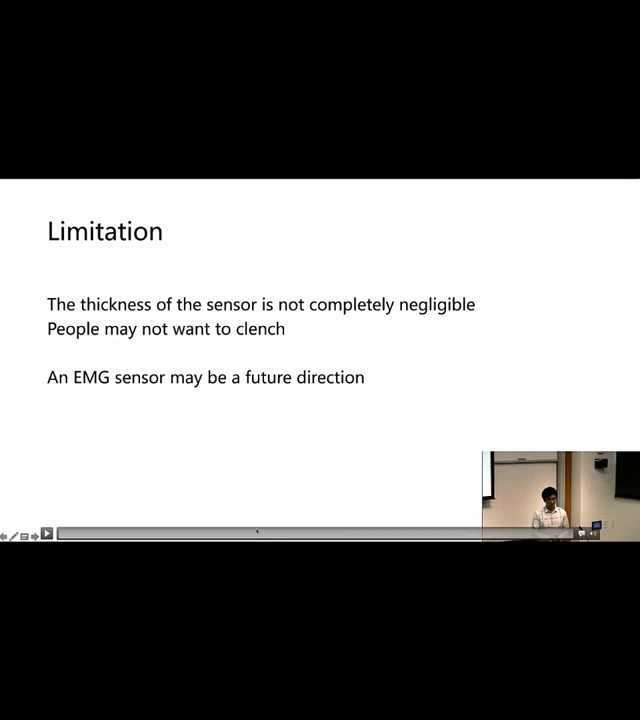 Limitation
The thickness of the sensor is not completely negligible
People may not want to clench
An EMG sensor may be a future direction